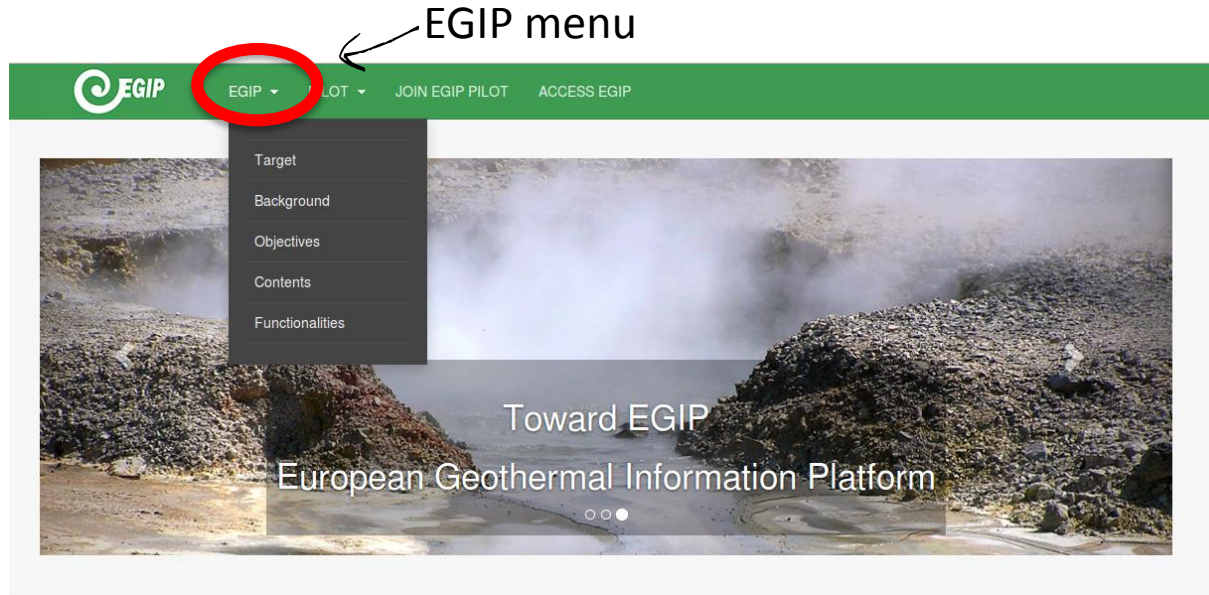 EGIP menu
EGIP EGIP PILOT JOIN EGIP PILOT ACCESS EGIP
Target
Background
Objectives
Contents
Functionalities
Toward EGIP
European Geothermal Information Platform